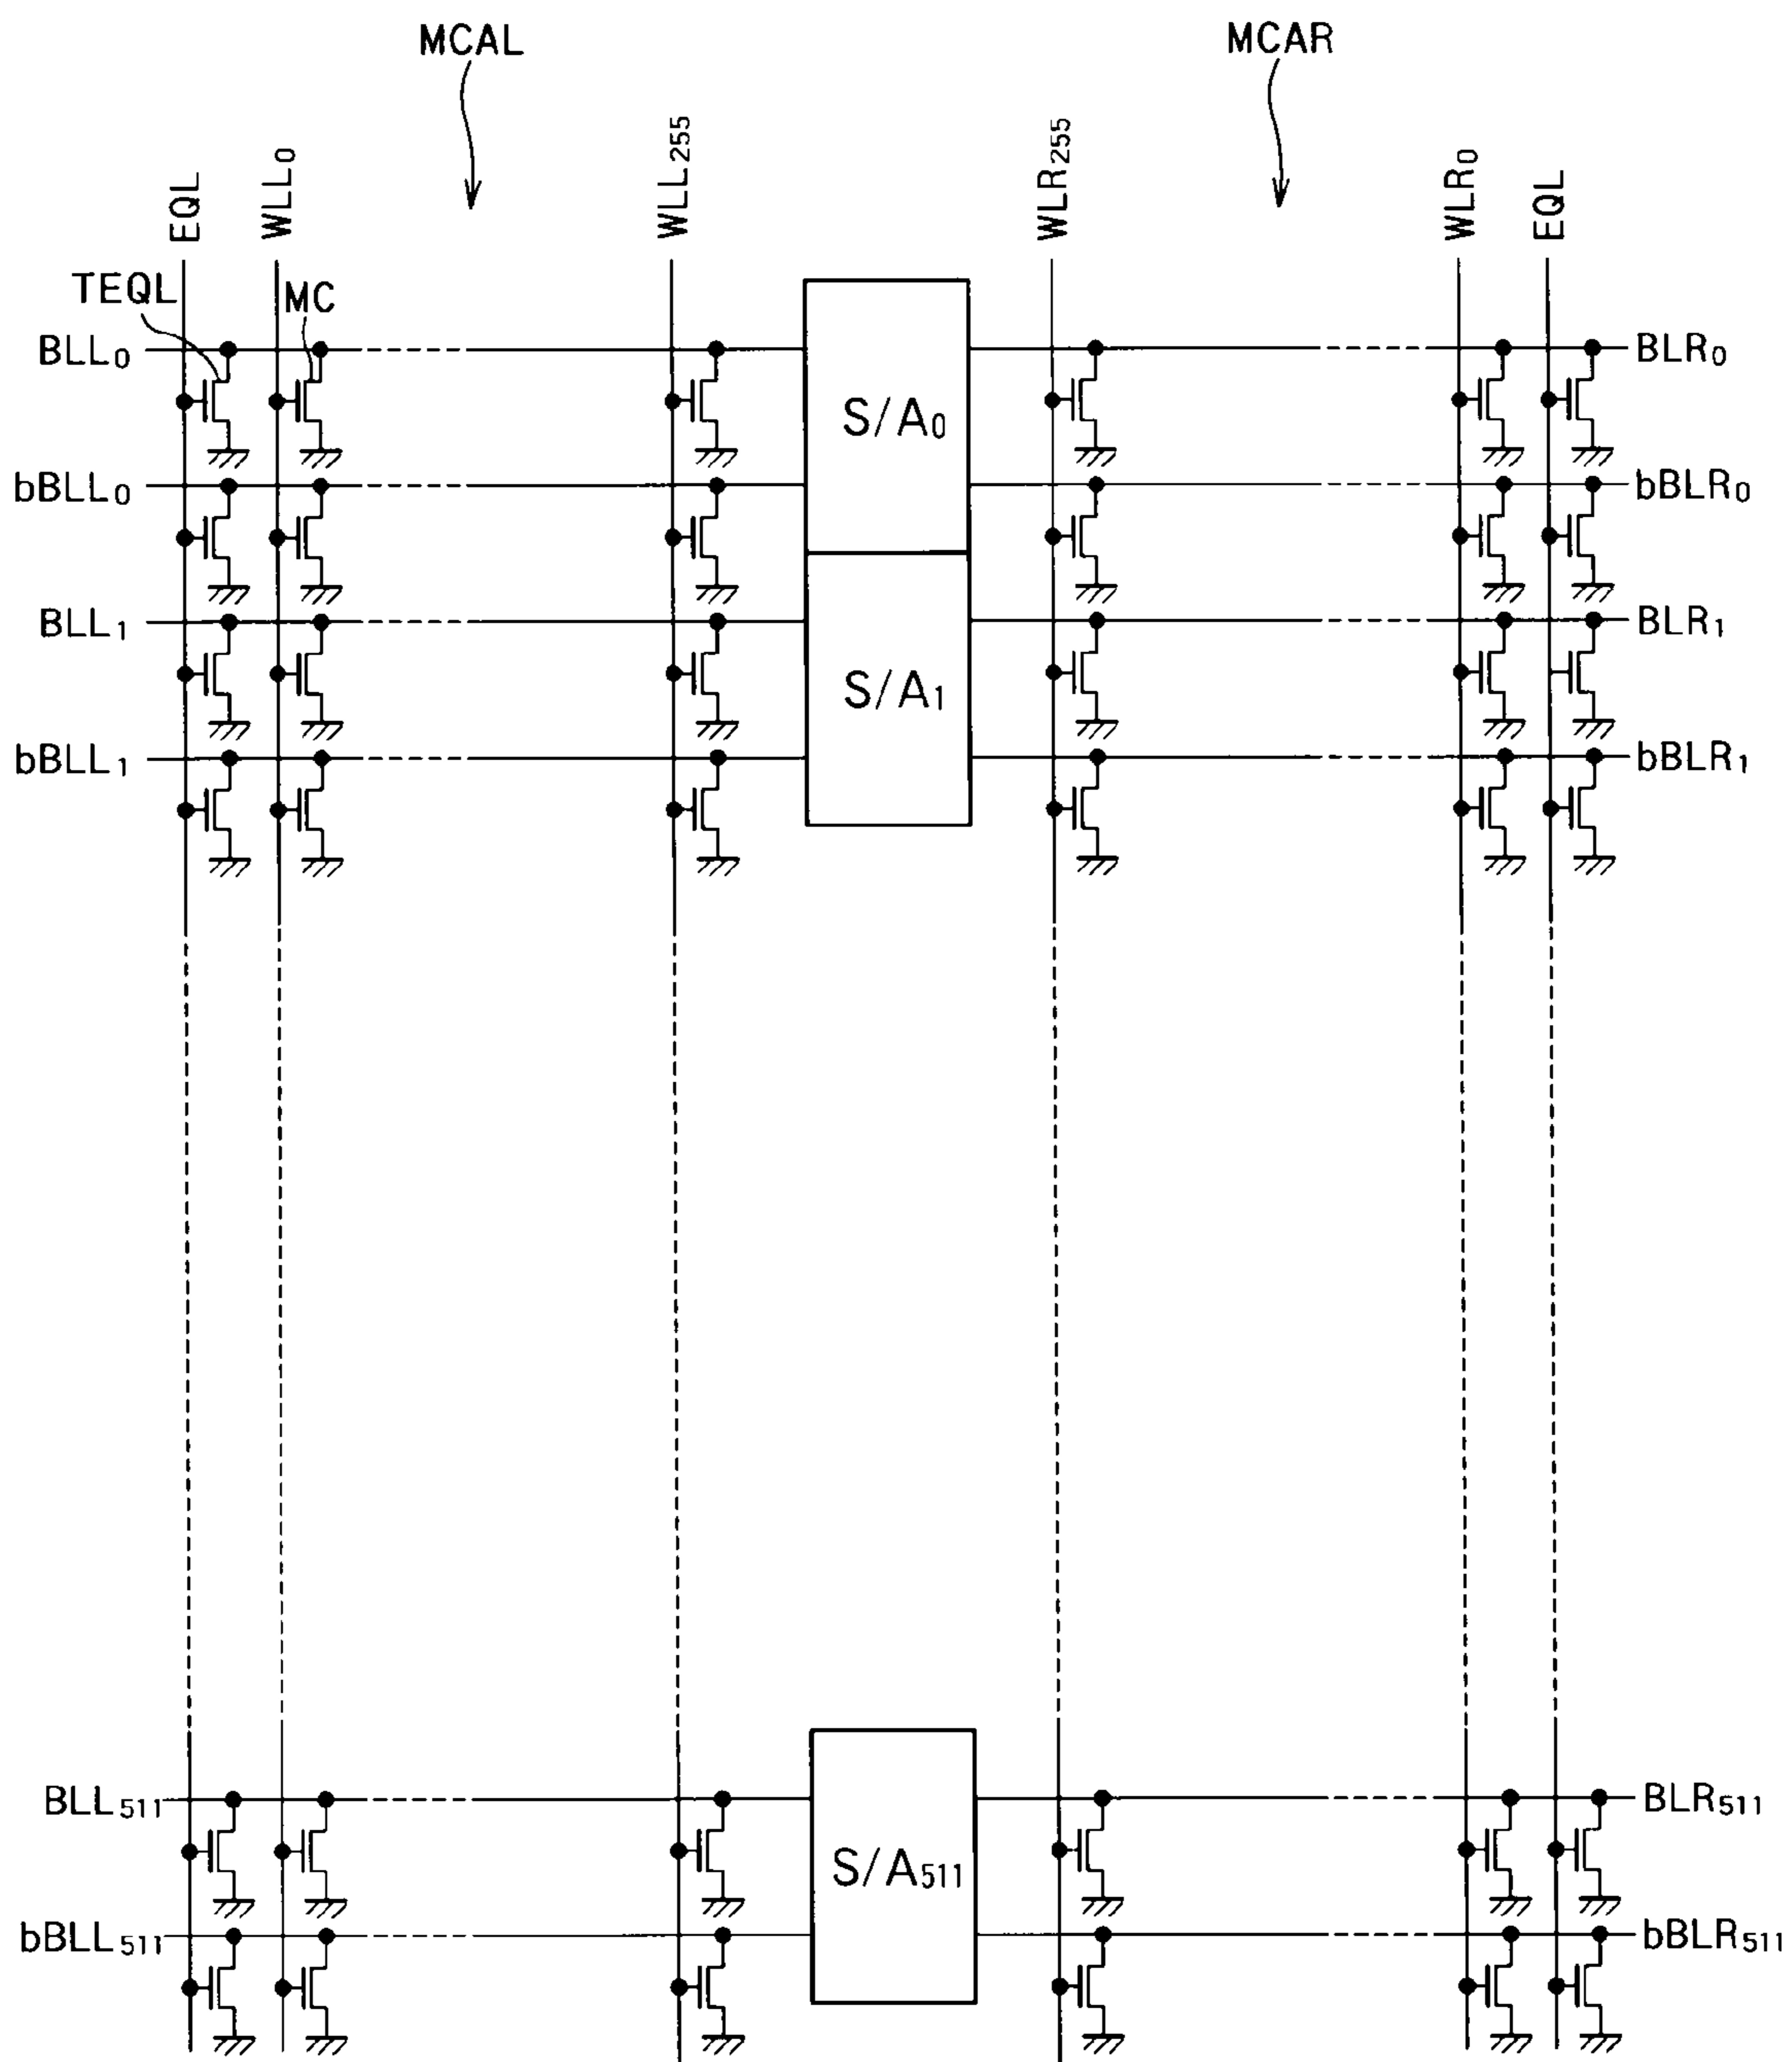 MCAL
MCAR
EQL
WLL0
WLL255
WLR255
WLR0
EQL
TEQL
MC
BLL0
S/A0
BLR0
bBLL0
bBLR0
BLL1
S/A1
BLR1
bBLL1
bBLR1
BLL511
S/A511
BLR511
bBLL511
bBLR511